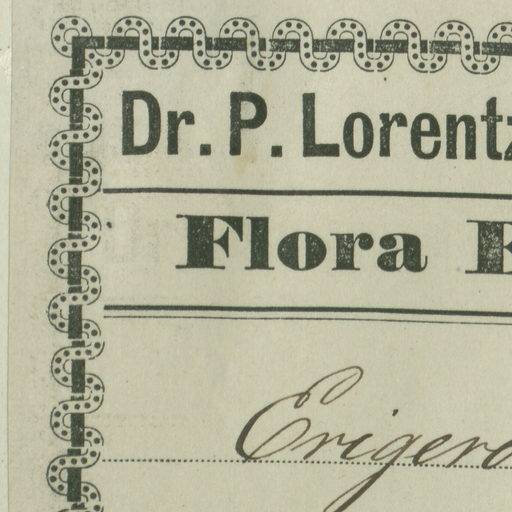 Dr. P. Lorentz
Flora E
Erigero